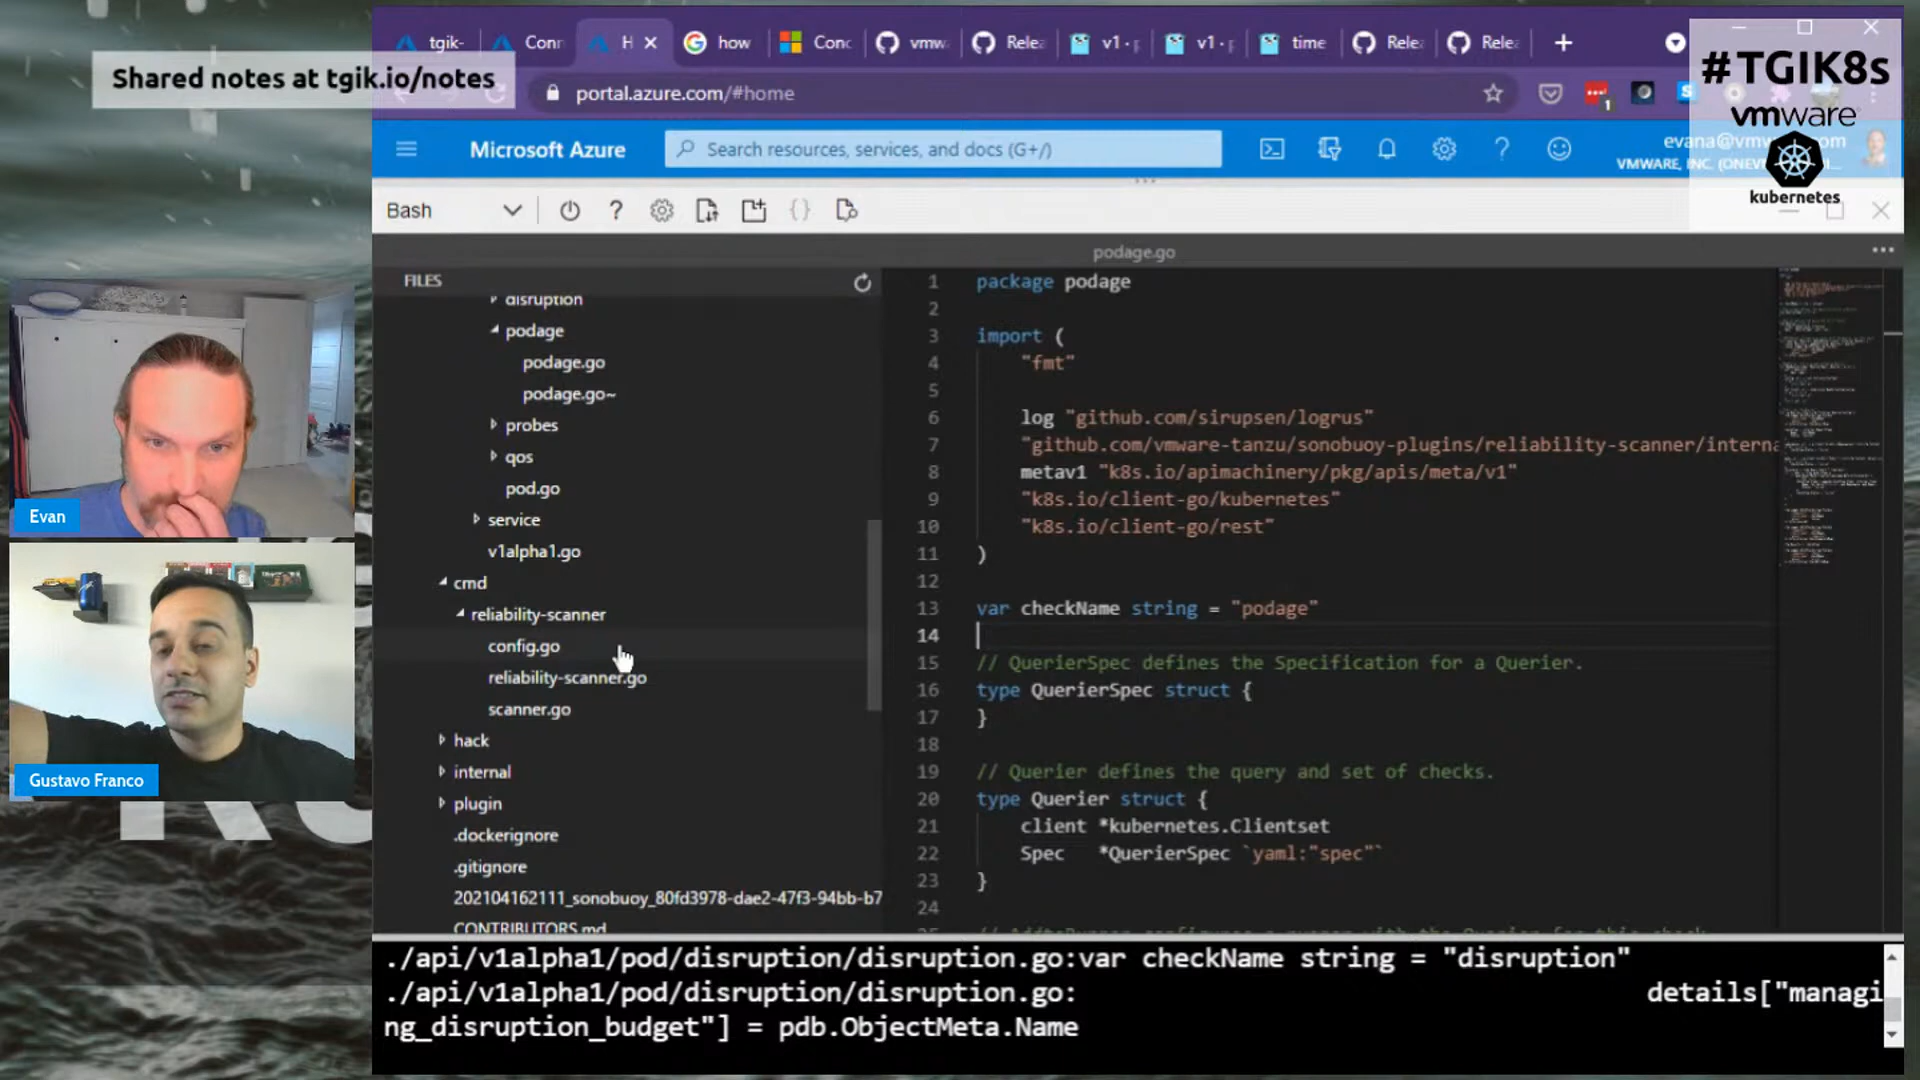 tgik-
Conn
H
how
Conc
vmw
Relea
v1 · p
v1 · p
time
Relea
Relea
Shared notes at tgik.io/notes
portal.azure.com/#home
#TGIK8s
vmware
Microsoft Azure
Search resources, services, and docs (G+/)
evana@vmw
VMWARE, INC. (ONEV
kubernetes
Bash
podage.go
FILES
disruption
podage
podage.go
podage.go~
probes
qos
pod.go
service
v1alpha1.go
cmd
reliability-scanner
config.go
reliability-scanner.go
scanner.go
hack
internal
plugin
.dockerignore
.gitignore
202104162111_sonobuoy_80fd3978-dae2-47f3-94bb-b7
CONTRIBUTORS.md
1 package podage
2
3 import (
4 "fmt"
5
6 log "github.com/sirupsen/logrus"
7 "github.com/vmware-tanzu/sonobuoy-plugins/reliability-scanner/interna
8 metav1 "k8s.io/apimachinery/pkg/apis/meta/v1"
9 "k8s.io/client-go/kubernetes"
10 "k8s.io/client-go/rest"
11 )
12
13 var checkName string = "podage"
14
15 // QuerierSpec defines the Specification for a Querier.
16 type QuerierSpec struct {
17 }
18
19 // Querier defines the query and set of checks.
20 type Querier struct {
21 client *kubernetes.Clientset
22 Spec *QuerierSpec `yaml:"spec"`
23 }
24
./api/v1alpha1/pod/disruption/disruption.go:var checkName string = "disruption"
./api/v1alpha1/pod/disruption/disruption.go: details["managi
ng_disruption_budget"] = pdb.ObjectMeta.Name
Evan
Gustavo Franco